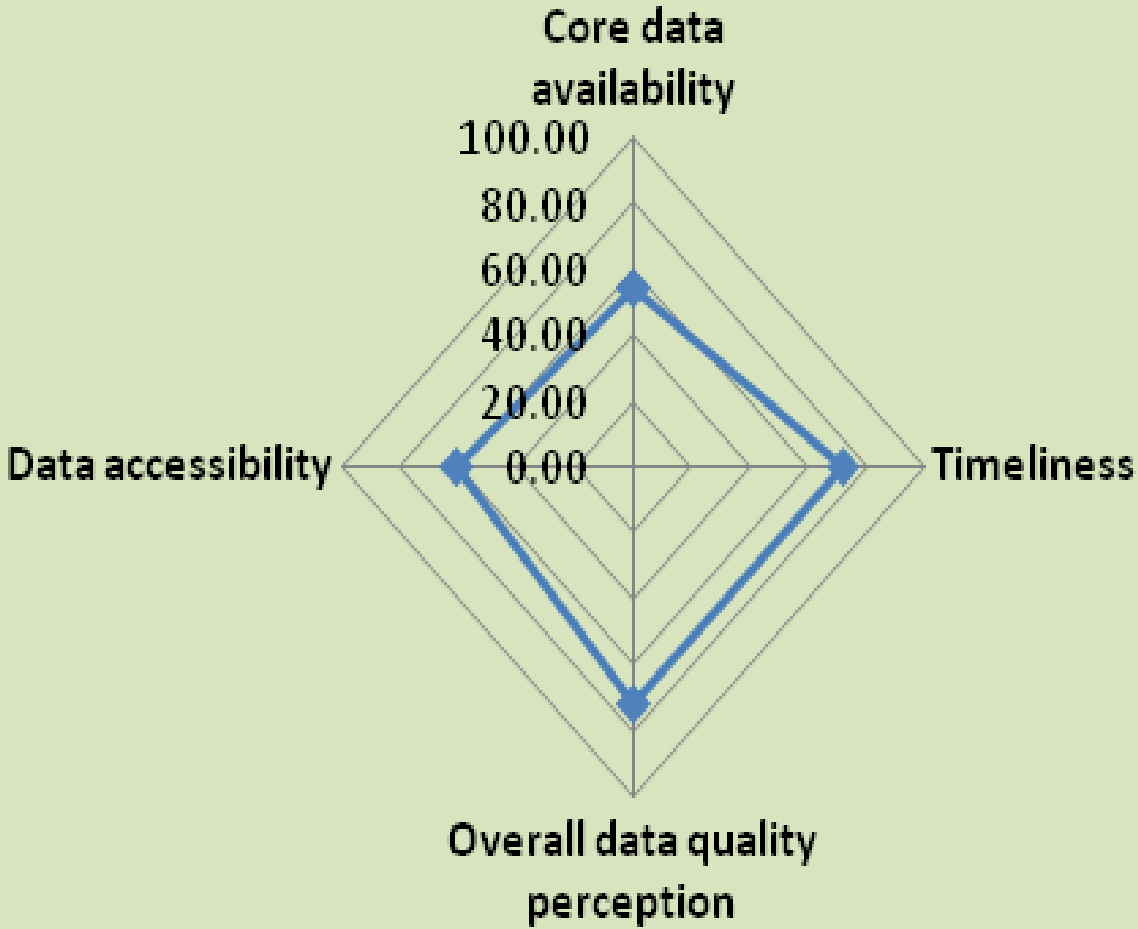 Core data
availability
100.00
80.00
60.00
40.00
20.00
0.00
Data accessibility
Timeliness
Overall data quality
perception